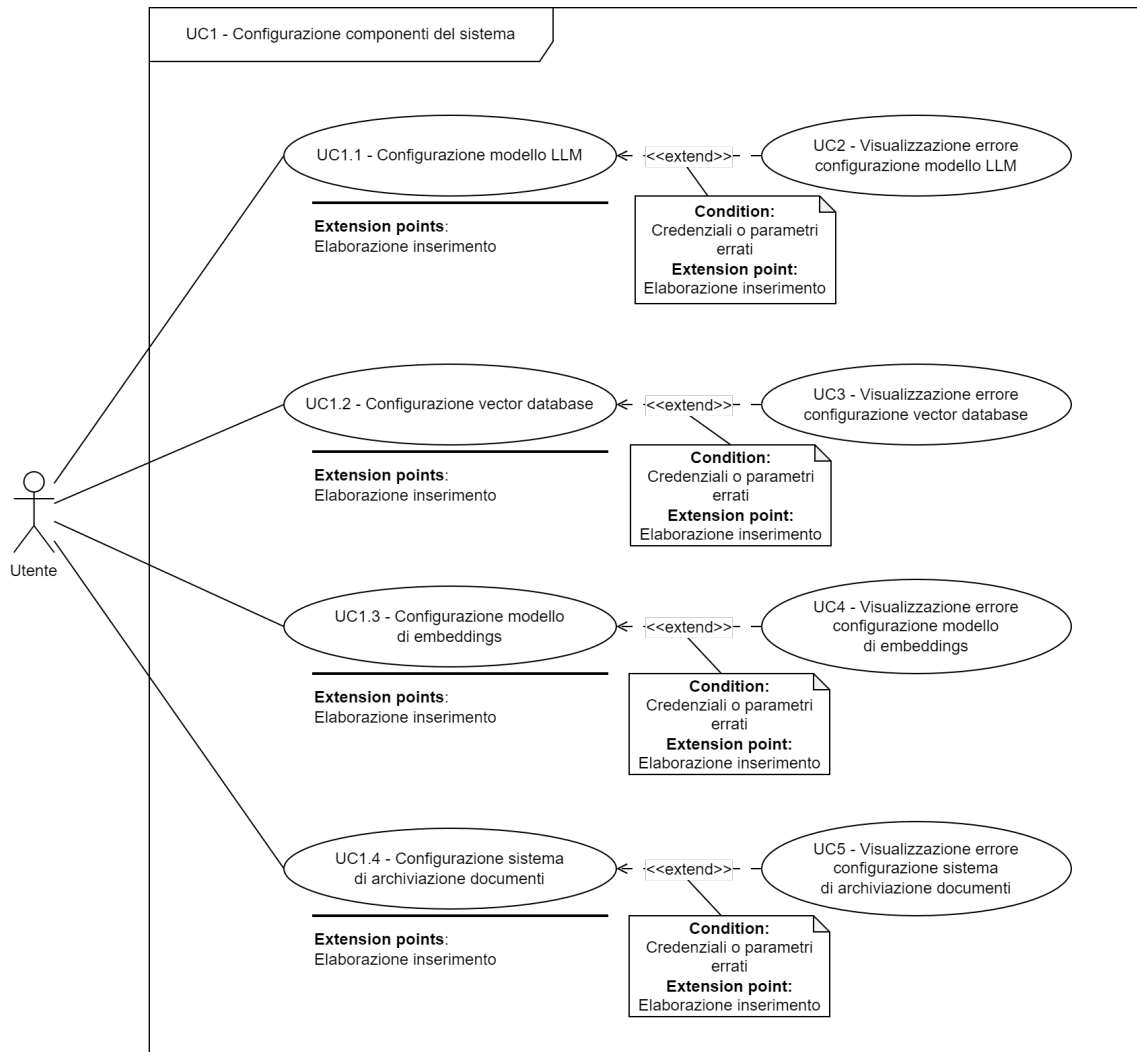 UC1 - Configurazione componenti del sistema
UC1.1 - Configurazione modello LLM
<<extend>>
UC2 - Visualizzazione errore
configurazione modello LLM
Extension points:
Elaborazione inserimento
Condition:
Credenziali o parametri
errati
Extension point:
Elaborazione inserimento
UC1.2 - Configurazione vector database
<<extend>>
UC3 - Visualizzazione errore
configurazione vector database
Extension points:
Elaborazione inserimento
Condition:
Credenziali o parametri
errati
Extension point:
Elaborazione inserimento
Utente
UC1.3 - Configurazione modello
di embeddings
<<extend>>
UC4 - Visualizzazione errore
configurazione modello
di embeddings
Extension points:
Elaborazione inserimento
Condition:
Credenziali o parametri
errati
Extension point:
Elaborazione inserimento
UC1.4 - Configurazione sistema
di archiviazione documenti
<<extend>>
UC5 - Visualizzazione errore
configurazione sistema
di archiviazione documenti
Extension points:
Elaborazione inserimento
Condition:
Credenziali o parametri
errati
Extension point:
Elaborazione inserimento